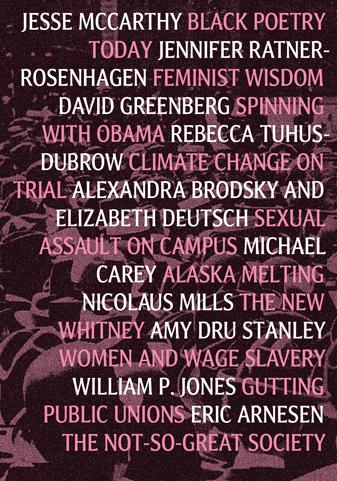 JESSE MCCARTHY BLACK POETRY
TODAY JENNIFER RATNER-
ROSENHAGEN FEMINIST WISDOM
DAVID GREENBERG SPINNING
WITH OBAMA REBECCA TUHUS-
DUBROW CLIMATE CHANGE ON
TRIAL ALEXANDRA BRODSKY AND
ELIZABETH DEUTSCH SEXUAL
ASSAULT ON CAMPUS MICHAEL
CAREY ALASKA MELTING
NICOLAUS MILLS THE NEW
WHITNEY AMY DRU STANLEY
WOMEN AND WAGE SLAVERY
WILLIAM P. JONES GUTTING
PUBLIC UNIONS ERIC ARNESEN
THE NOT-SO-GREAT SOCIETY